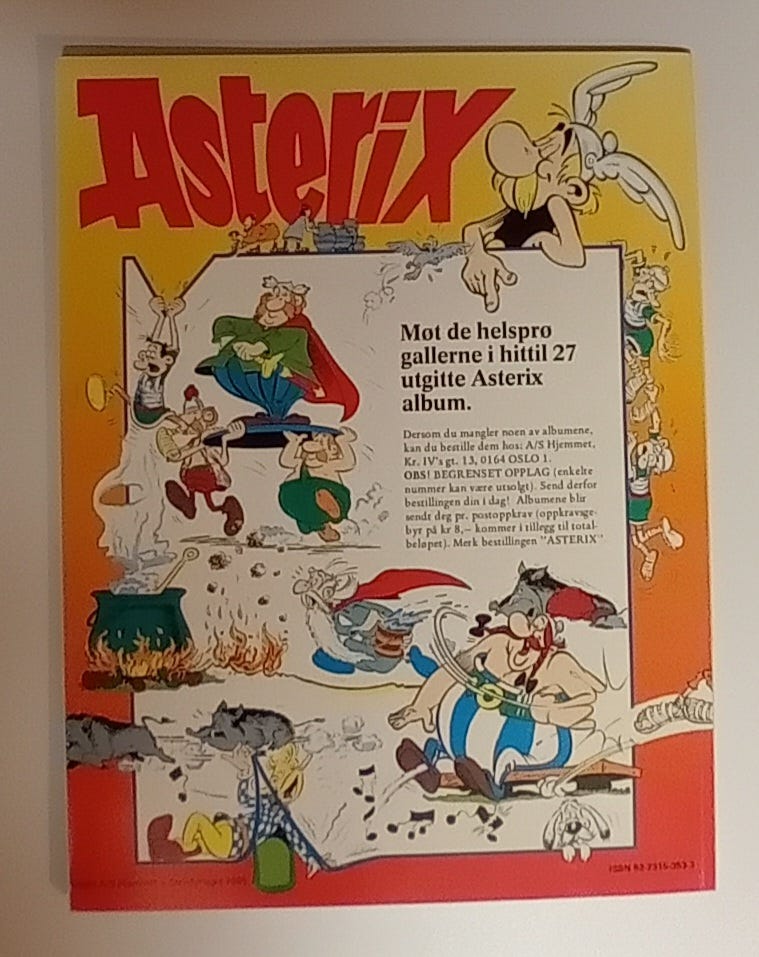 Asterix
Møt de helsprø
gallerne i hittil 27
utgitte Asterix
album.
Dersom du mangler noen av albumene,
kan du bestille dem hos: A/S Hjemmet,
Kr. IV's gt. 13, 0164 OSLO 1.
OBS! BEGRENSET OPPLAG (enkelte
nummer kan være utsolgt). Send derfor
bestillingen din i dag! Albumene blir
sendt deg pr. postoppkrav (oppkravsge-
byr på kr 8,– kommer i tillegg til total-
beløpet). Merk bestillingen "ASTERIX"
ISBN